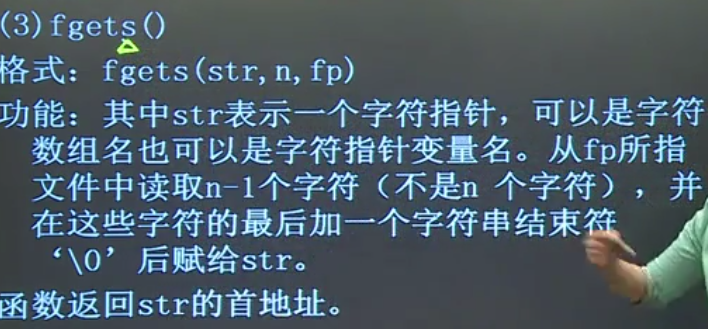 (3)fgets()
格式：fgets(str,n,fp)
功能：其中str表示一个字符指针，可以是字符
数组名也可以是字符指针变量名。从fp所指
文件中读取n-1个字符（不是n 个字符），并
在这些字符的最后加一个字符串结束符
‘\0’后赋给str。
函数返回str的首地址。